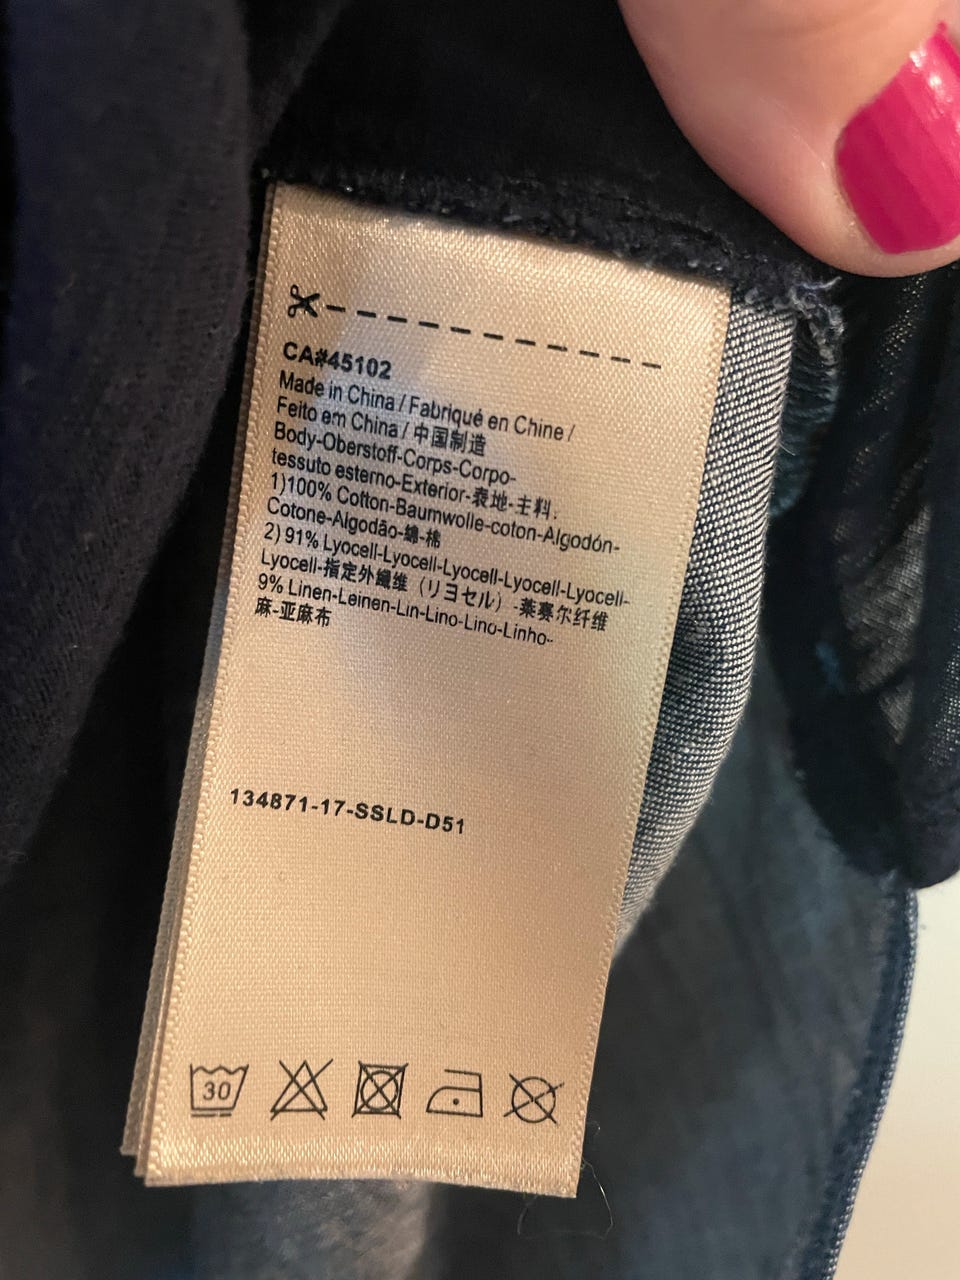 CA#45102
Made in China / Fabriqué en Chine /
Feito em China / 中国制造
Body-Oberstoff-Corps-Corpo-
tessuto esterno-Exterior-表地-主料,
1)100% Cotton-Baumwolle-coton-Algodón-
Cotone-Algodão-綿-棉
2) 91% Lyocell-Lyocell-Lyocell-Lyocell-Lyocell-
Lyocell-指定外繊維（リヨセル）-莱赛尔纤维
9% Linen-Leinen-Lin-Lino-Lino-Linho-
麻-亚麻布
134871-17-SSLD-D51
30